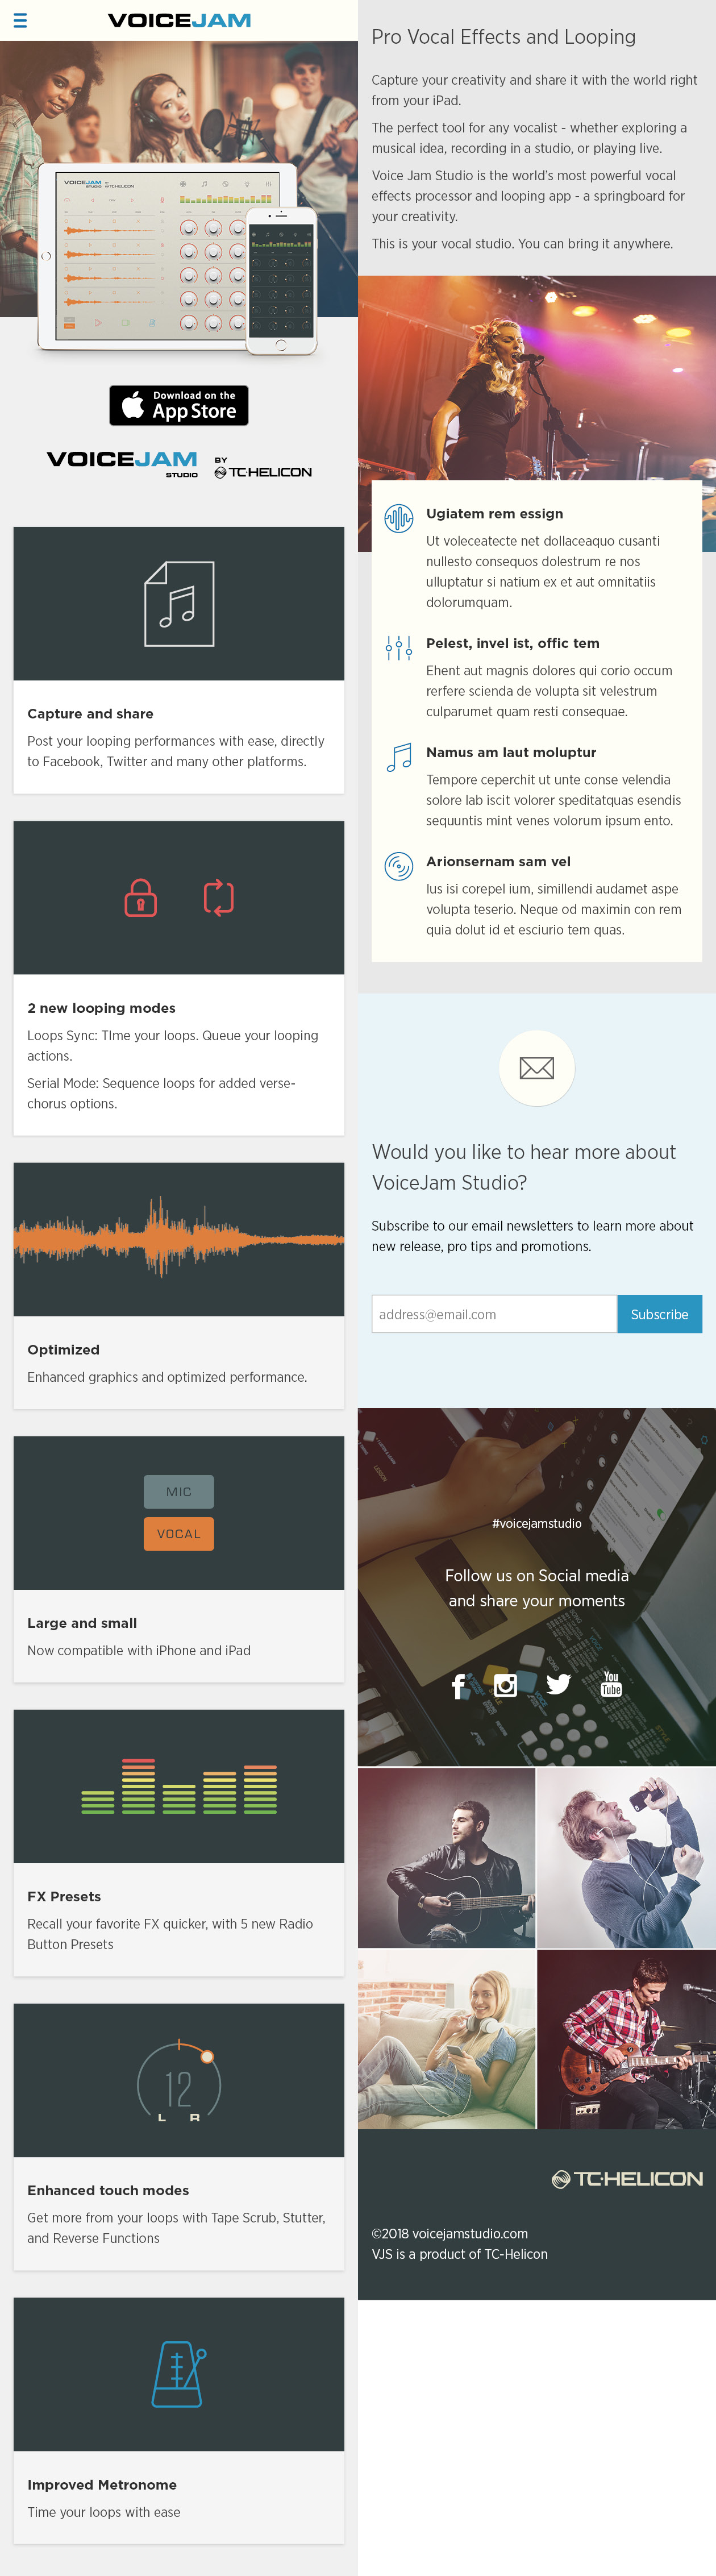 VOICEJAM
VOICEJAM
STUDIO
BY TC·HELICON
Download on the
App Store
VOICEJAM
STUDIO
BY
TC·HELICON
Capture and share
Post your looping performances with ease, directly
to Facebook, Twitter and many other platforms.
2 new looping modes
Loops Sync: TIme your loops. Queue your looping
actions.
Serial Mode: Sequence loops for added verse-
chorus options.
Optimized
Enhanced graphics and optimized performance.
MIC
VOCAL
Large and small
Now compatible with iPhone and iPad
FX Presets
Recall your favorite FX quicker, with 5 new Radio
Button Presets
12
L R
Enhanced touch modes
Get more from your loops with Tape Scrub, Stutter,
and Reverse Functions
Improved Metronome
Time your loops with ease
Pro Vocal Effects and Looping
Capture your creativity and share it with the world right
from your iPad.
The perfect tool for any vocalist - whether exploring a
musical idea, recording in a studio, or playing live.
Voice Jam Studio is the world's most powerful vocal
effects processor and looping app - a springboard for
your creativity.
This is your vocal studio. You can bring it anywhere.
Ugiatem rem essign
Ut voleceatecte net dollaceaquo cusanti
nullesto consequos dolestrum re nos
ulluptatur si natium ex et aut omnitatiis
dolorumquam.
Pelest, invel ist, offic tem
Ehent aut magnis dolores qui corio occum
rerfere scienda de volupta sit velestrum
culparumet quam resti consequae.
Namus am laut moluptur
Tempore ceperchit ut unte conse velendia
solore lab iscit volorer speditatquas esendis
sequuntis mint venes volorum ipsum ento.
Arionsernam sam vel
Ius isi corepel ium, simillendi audamet aspe
volupta teserio. Neque od maximin con rem
quia dolut id et esciurio tem quas.
Would you like to hear more about
VoiceJam Studio?
Subscribe to our email newsletters to learn more about
new release, pro tips and promotions.
address@email.com
Subscribe
#voicejamstudio
Follow us on Social media
and share your moments
You
Tube
TC·HELICON
©2018 voicejamstudio.com
VJS is a product of TC-Helicon